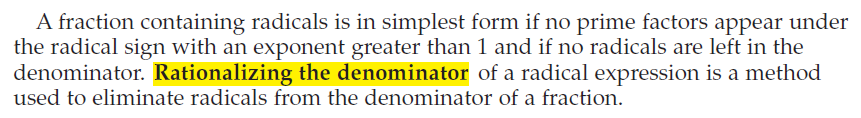 A fraction containing radicals is in simplest form if no prime factors appear under
the radical sign with an exponent greater than 1 and if no radicals are left in the
denominator. Rationalizing the denominator of a radical expression is a method
used to eliminate radicals from the denominator of a fraction.